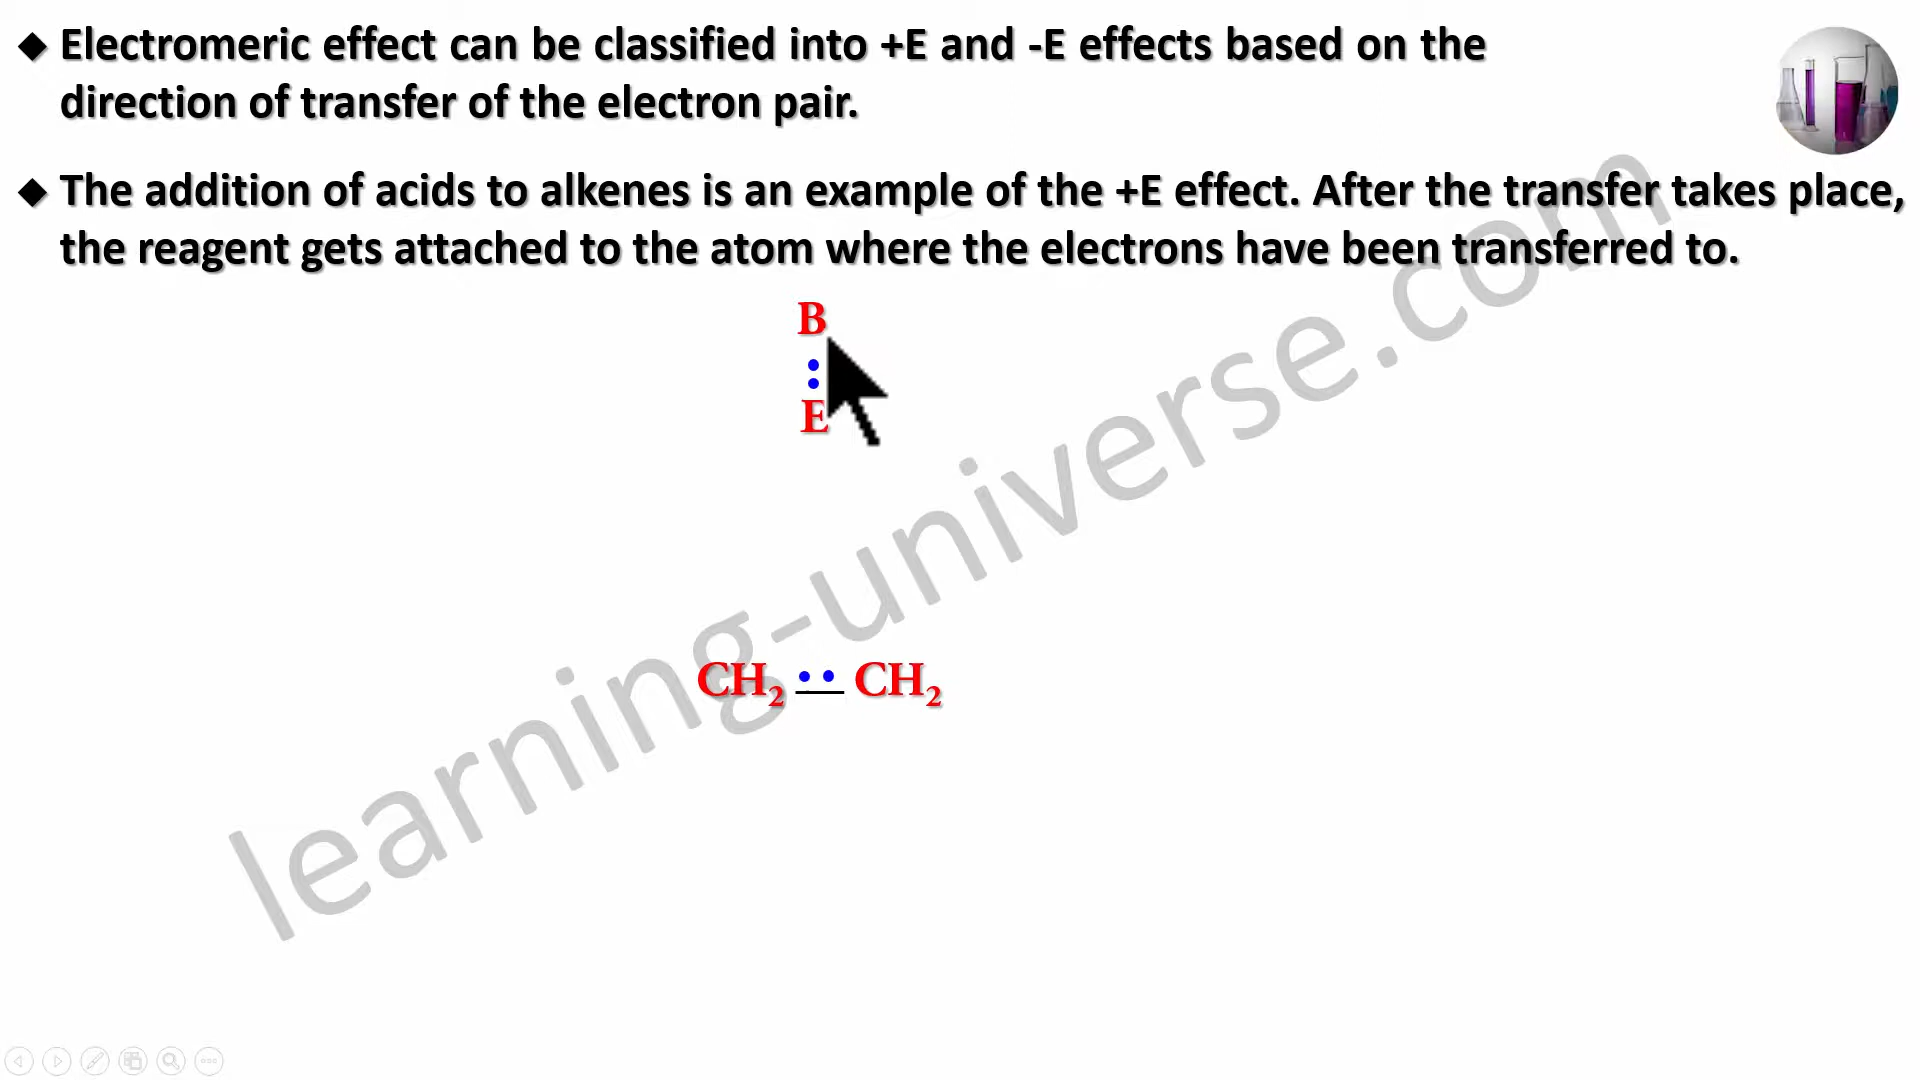 ◆ Electromeric effect can be classified into +E and -E effects based on the
direction of transfer of the electron pair.
◆ The addition of acids to alkenes is an example of the +E effect. After the transfer takes place,
the reagent gets attached to the atom where the electrons have been transferred to.
B
:
E
CH₂ ·· CH₂
learning-universe.com